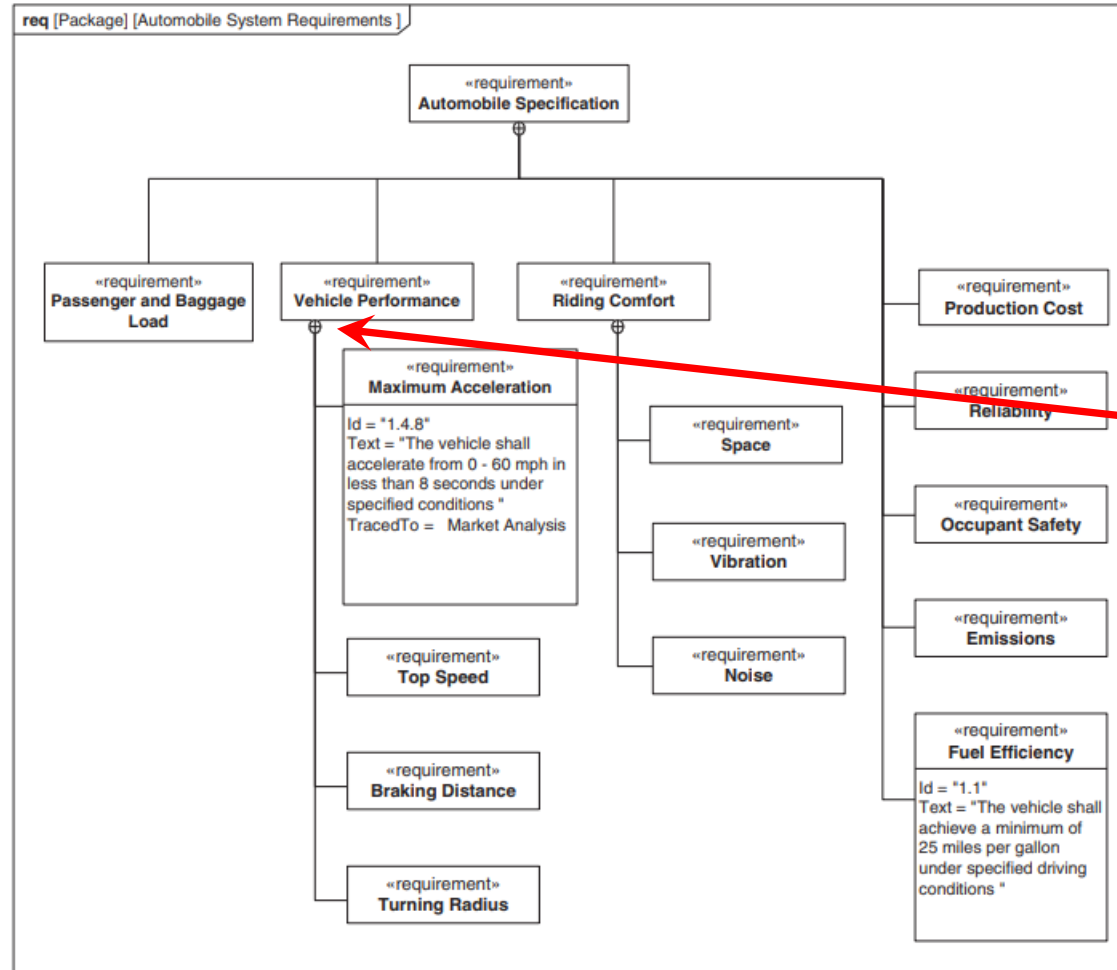 req [Package] [Automobile System Requirements ]
«requirement»
Automobile Specification
«requirement»
Passenger and Baggage
Load
«requirement»
Vehicle Performance
«requirement»
Riding Comfort
«requirement»
Production Cost
«requirement»
Maximum Acceleration
Id = "1.4.8"
Text = "The vehicle shall
accelerate from 0 - 60 mph in
less than 8 seconds under
specified conditions "
TracedTo = Market Analysis
«requirement»
Top Speed
«requirement»
Braking Distance
«requirement»
Turning Radius
«requirement»
Space
«requirement»
Vibration
«requirement»
Noise
«requirement»
Reliability
«requirement»
Occupant Safety
«requirement»
Emissions
«requirement»
Fuel Efficiency
Id = "1.1"
Text = "The vehicle shall
achieve a minimum of
25 miles per gallon
under specified driving
conditions "